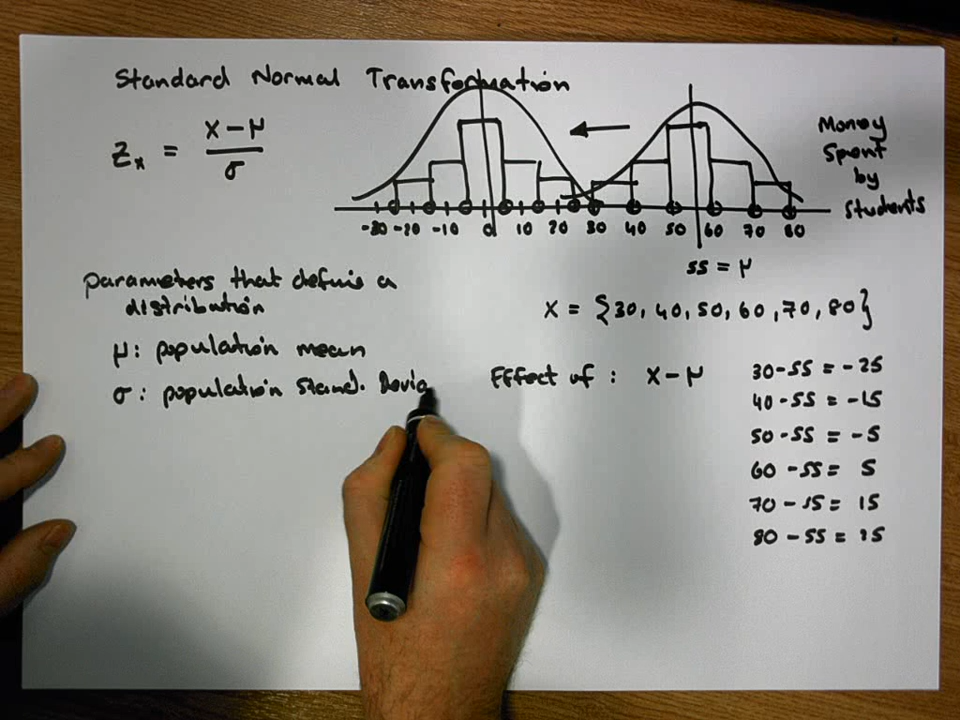 Standard Normal Transformation
Zx = x-μ / σ
Money
Spent
by
Students
-30 -20 -10 0 10 20 30 40 50 60 70 80
55 = μ
parameters that define a
distribution
x = {30, 40, 50, 60, 70, 80}
μ: population mean
σ: population stand. Devia
Effect of: x-μ
30-55 = -25
40-55 = -15
50-55 = -5
60-55 = 5
70-55 = 15
80-55 = 25